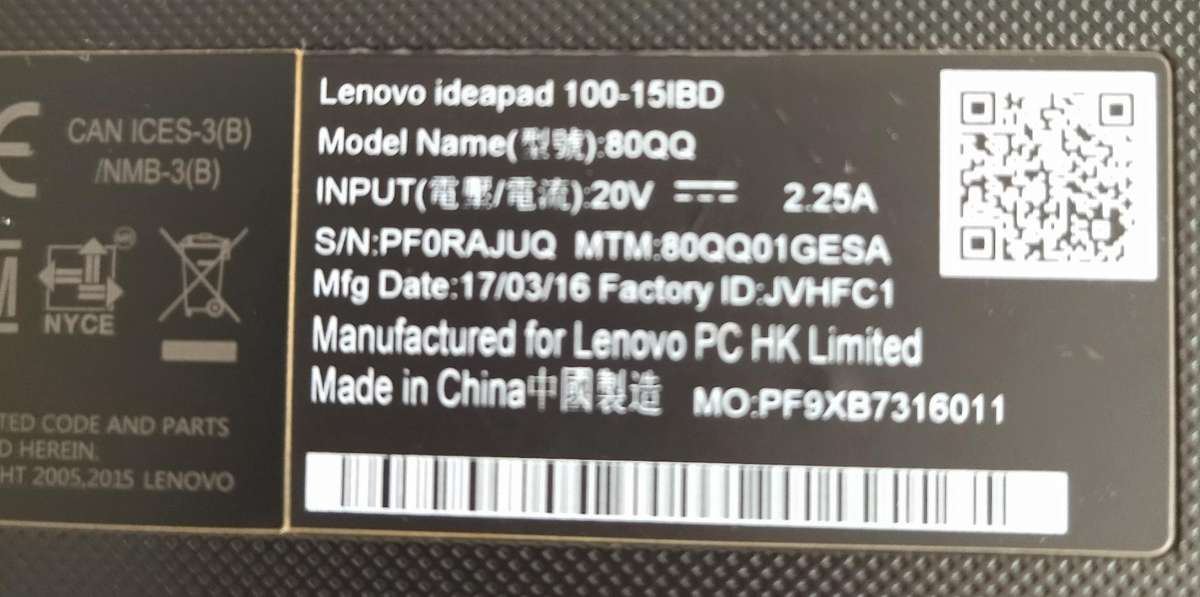 CAN ICES-3(B)
/NMB-3(B)
NYCE
TED CODE AND PARTS
D HEREIN.
HT 2005,2015 LENOVO
Lenovo ideapad 100-15IBD
Model Name(型號):80QQ
INPUT(電壓/電流):20V ⎓ 2.25A
S/N:PF0RAJUQ MTM:80QQ01GESA
Mfg Date:17/03/16 Factory ID:JVHFC1
Manufactured for Lenovo PC HK Limited
Made in China中國製造 MO:PF9XB7316011